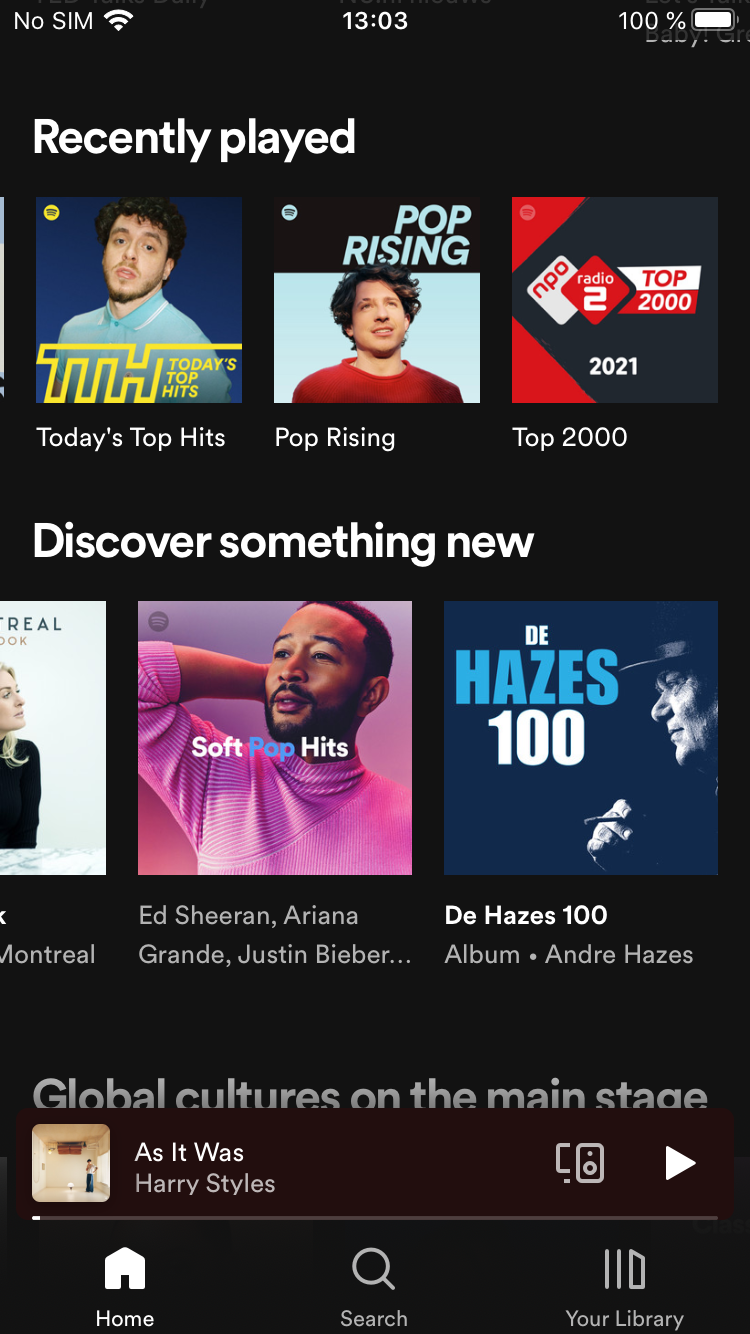 No SIM 13:03 100 %
Recently played
POP
RISING
TTH TODAY'S
TOP
HITS
npo radio 2 TOP
2000
2021
Today's Top Hits Pop Rising Top 2000
Discover something new
DE
HAZES
100
Soft Pop Hits
Ed Sheeran, Ariana
Grande, Justin Bieber...
De Hazes 100
Montreal
Album • Andre Hazes
Global cultures on the main stage
As It Was
Harry Styles
Home Search Your Library